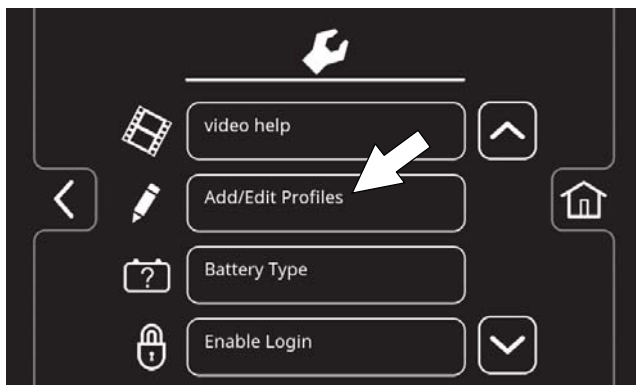 video help
Add/Edit Profiles
?
Battery Type
Enable Login